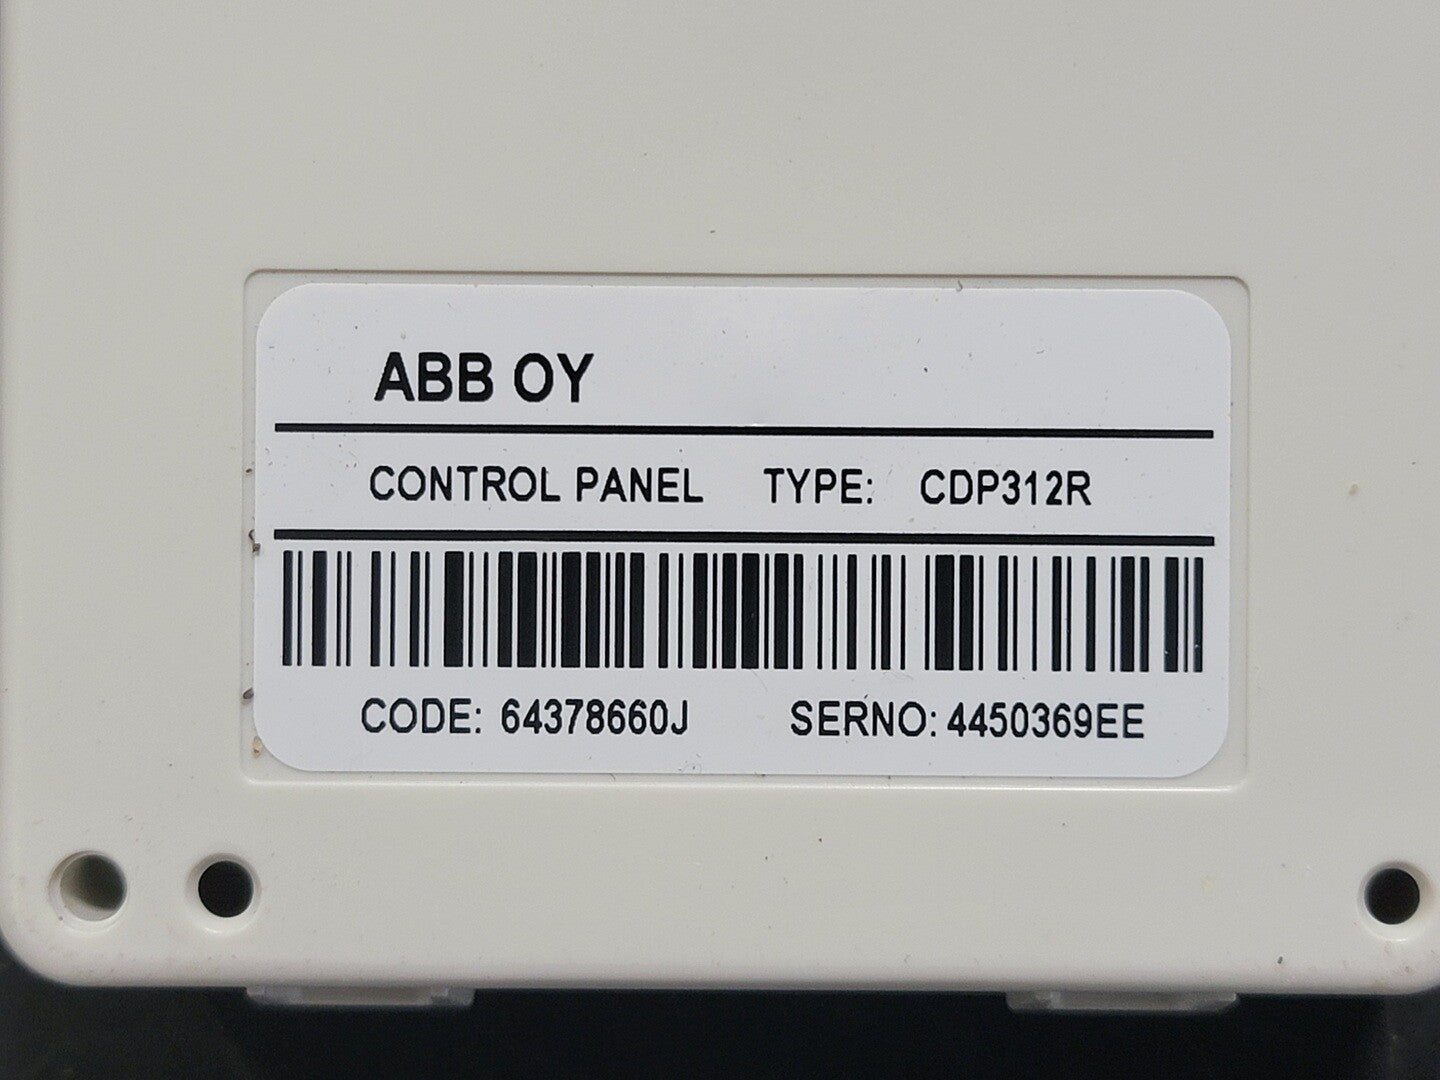 ABB OY
CONTROL PANEL TYPE: CDP312R
CODE: 64378660J SERNO: 4450369EE